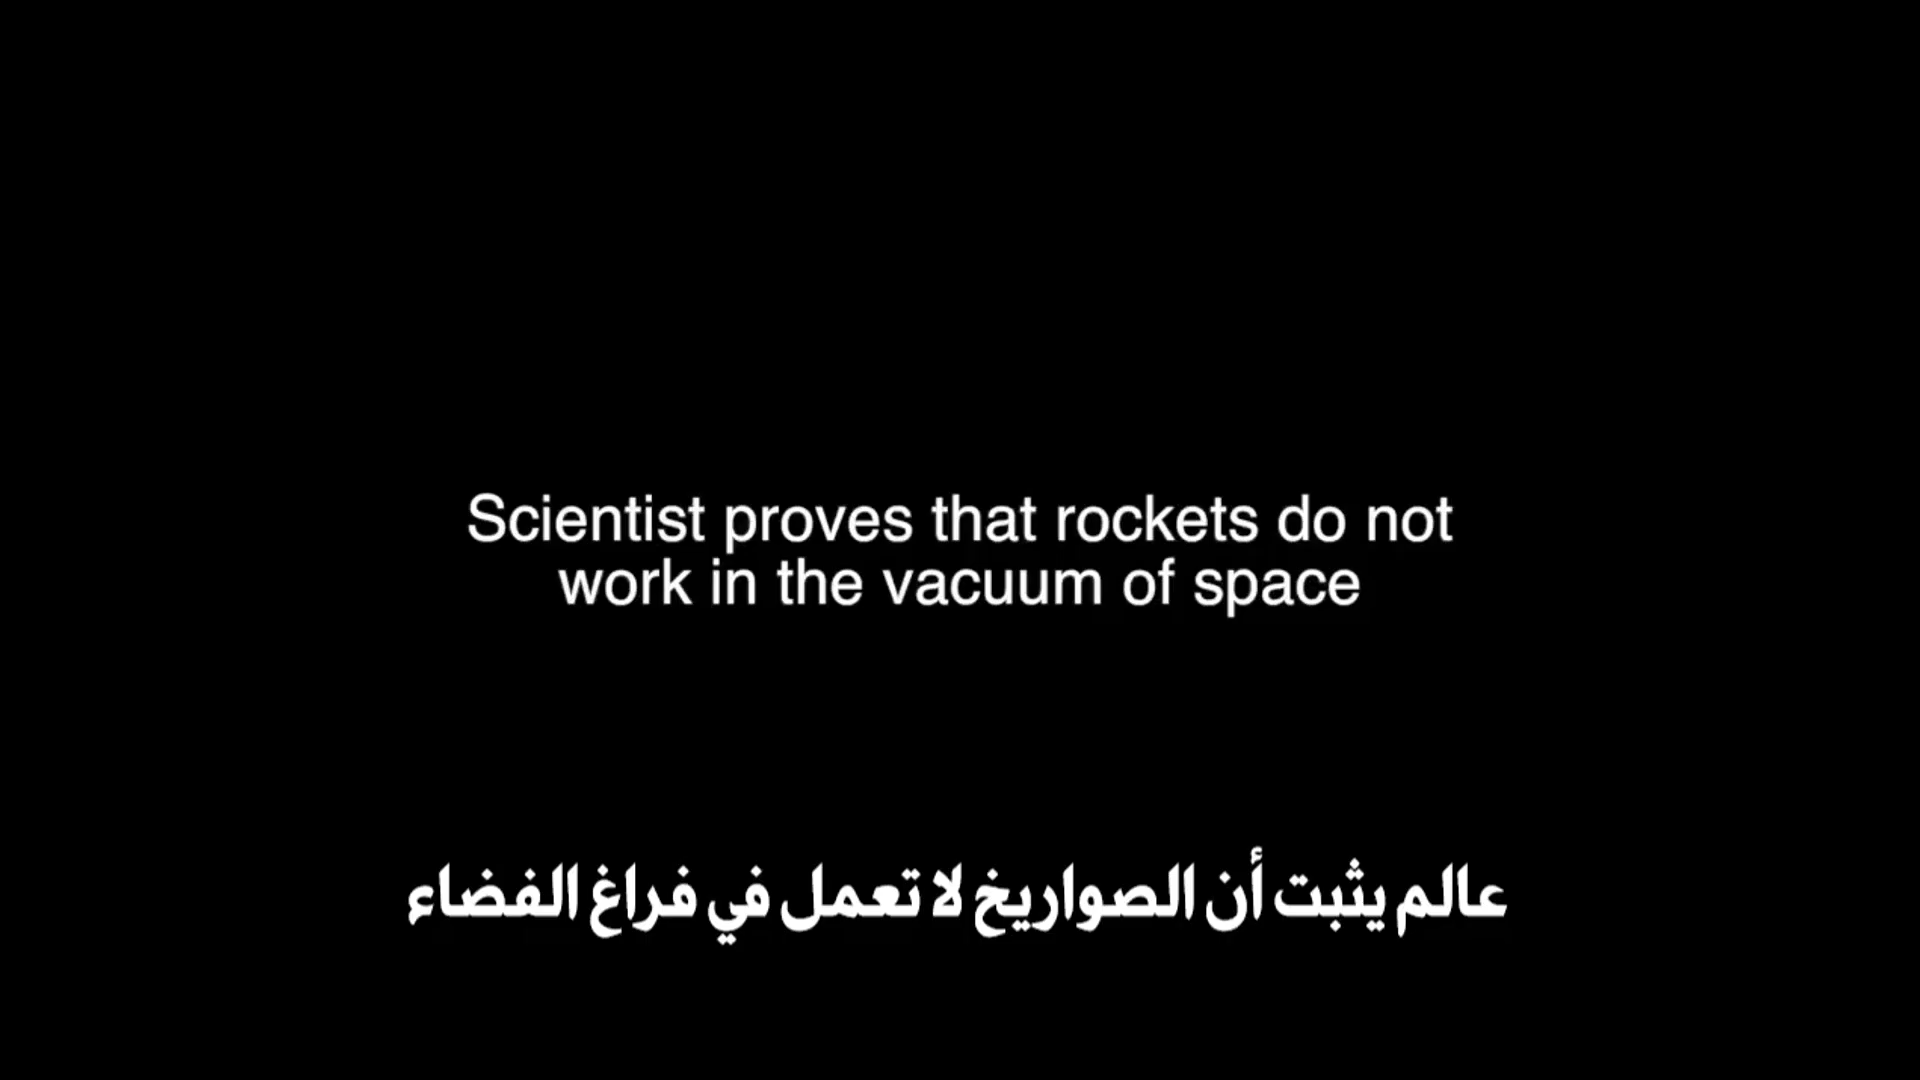 Scientist proves that rockets do not
work in the vacuum of space
عالم يثبت أن الصواريخ لا تعمل في فراغ الفضاء